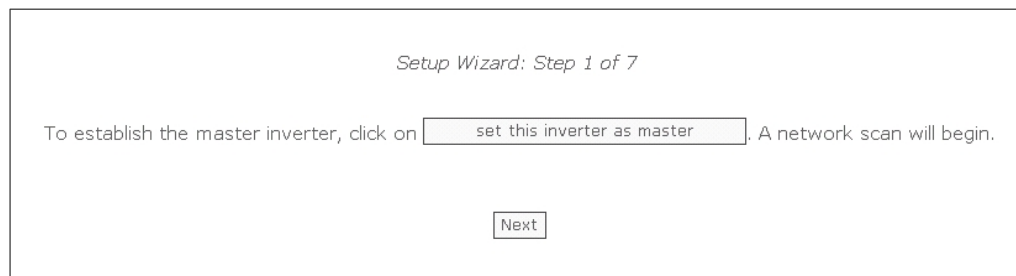 Setup Wizard: Step 1 of 7
To establish the master inverter, click on set this inverter as master. A network scan will begin.
Next